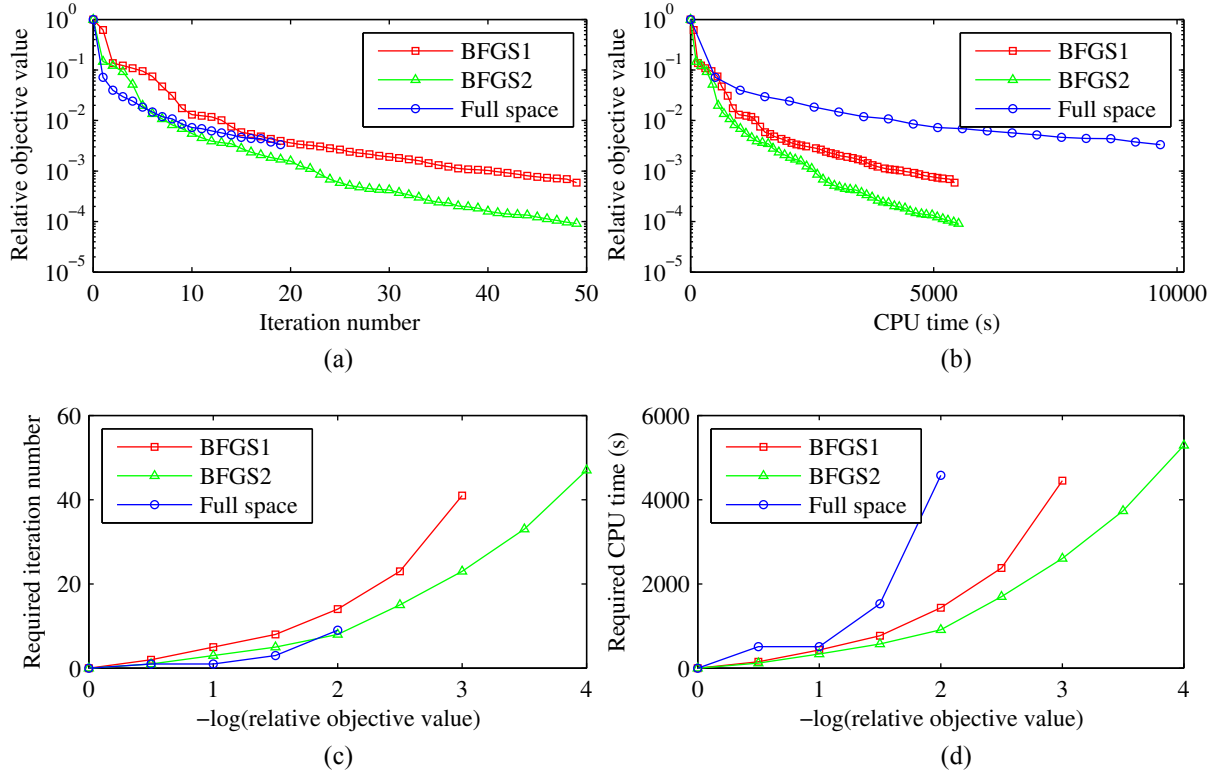 Relative objective value
10^0
10^-1
10^-2
10^-3
10^-4
10^-5
0
10
20
30
40
50
Iteration number
BFGS1
BFGS2
Full space
(a)
Relative objective value
10^0
10^-1
10^-2
10^-3
10^-4
10^-5
0
5000
10000
CPU time (s)
BFGS1
BFGS2
Full space
(b)
Required iteration number
60
40
20
0
0
1
2
3
4
−log(relative objective value)
BFGS1
BFGS2
Full space
(c)
Required CPU time (s)
6000
4000
2000
0
0
1
2
3
4
−log(relative objective value)
BFGS1
BFGS2
Full space
(d)